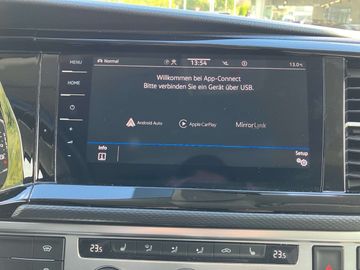 MENU
Normal 13:54 13.0°C
HOME
Willkommen bei App-Connect
Bitte verbinden Sie ein Gerät über USB.
Android Auto Apple CarPlay MirrorLink
Info Setup
23.5 23.5